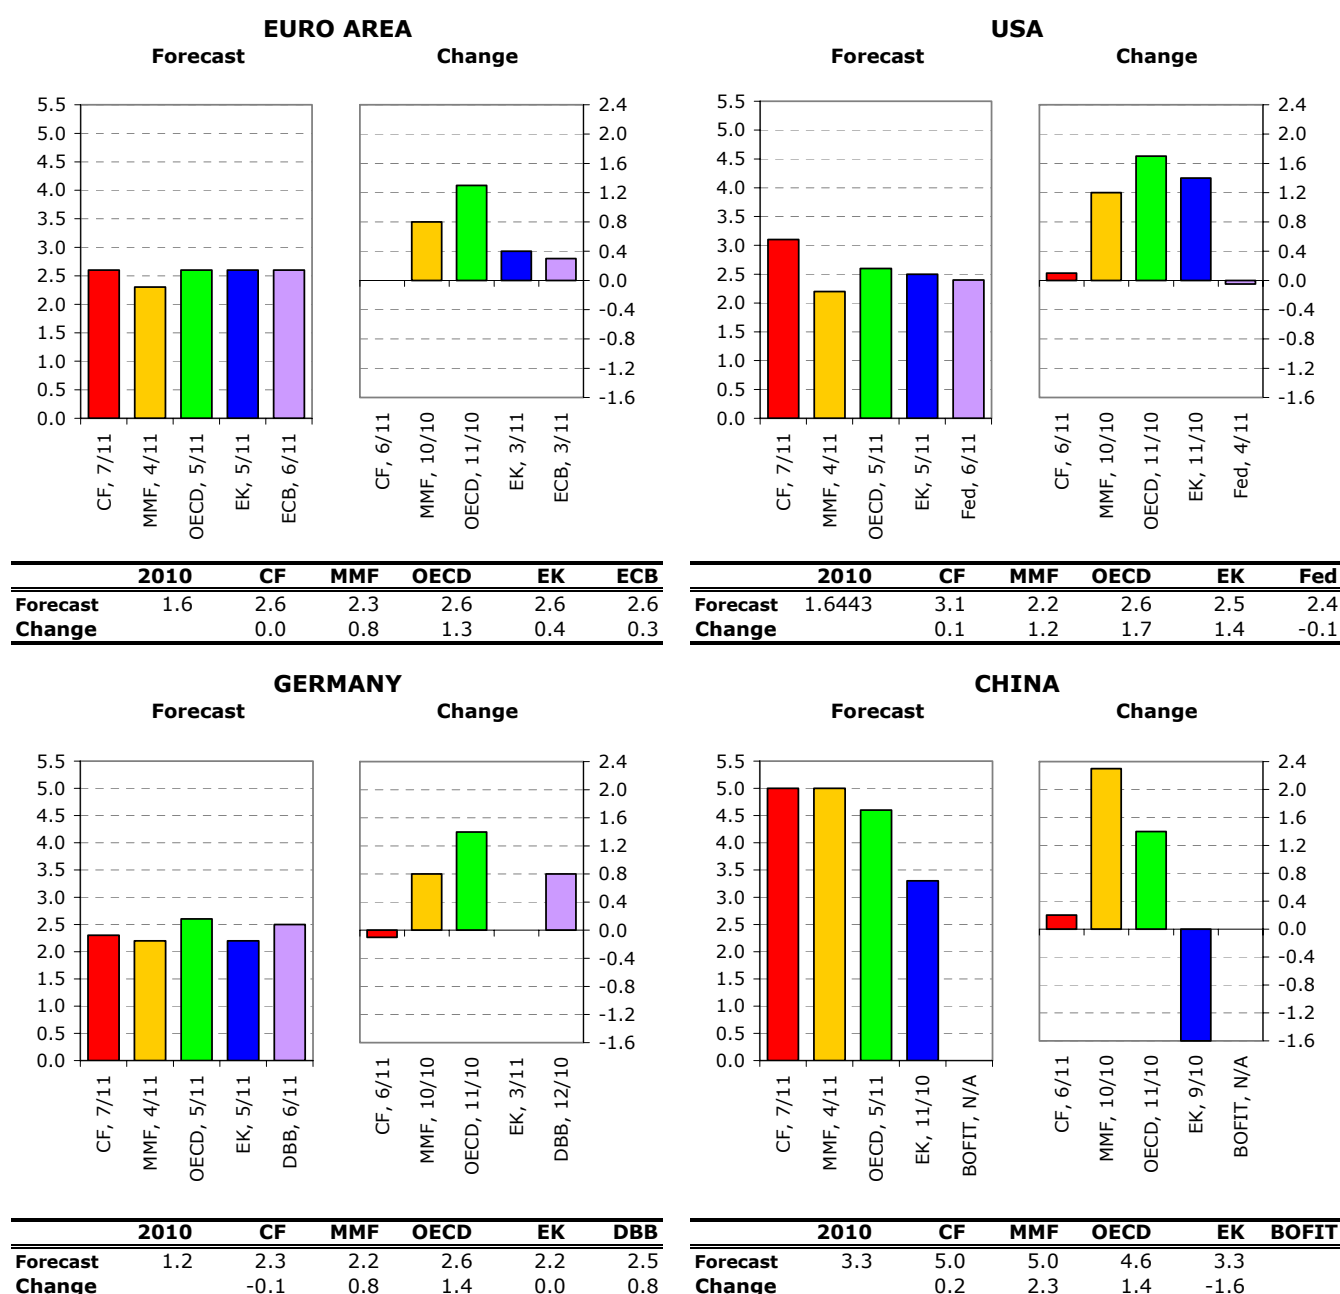 EURO AREA
Forecast Change
5.5
5.0
4.5
4.0
3.5
3.0
2.5
2.0
1.5
1.0
0.5
0.0
CF, 7/11
MMF, 4/11
OECD, 5/11
EK, 5/11
ECB, 6/11
2.4
2.0
1.6
1.2
0.8
0.4
0.0
-0.4
-0.8
-1.2
-1.6
CF, 6/11
MMF, 10/10
OECD, 11/10
EK, 3/11
ECB, 3/11
2010 CF MMF OECD EK ECB
Forecast 1.6 2.6 2.3 2.6 2.6 2.6
Change 0.0 0.8 1.3 0.4 0.3
USA
Forecast Change
5.5
5.0
4.5
4.0
3.5
3.0
2.5
2.0
1.5
1.0
0.5
0.0
CF, 7/11
MMF, 4/11
OECD, 5/11
EK, 5/11
Fed, 6/11
2.4
2.0
1.6
1.2
0.8
0.4
0.0
-0.4
-0.8
-1.2
-1.6
CF, 6/11
MMF, 10/10
OECD, 11/10
EK, 11/10
Fed, 4/11
2010 CF MMF OECD EK Fed
Forecast 1.6443 3.1 2.2 2.6 2.5 2.4
Change 0.1 1.2 1.7 1.4 -0.1
GERMANY
Forecast Change
5.5
5.0
4.5
4.0
3.5
3.0
2.5
2.0
1.5
1.0
0.5
0.0
CF, 7/11
MMF, 4/11
OECD, 5/11
EK, 5/11
DBB, 6/11
2.4
2.0
1.6
1.2
0.8
0.4
0.0
-0.4
-0.8
-1.2
-1.6
CF, 6/11
MMF, 10/10
OECD, 11/10
EK, 3/11
DBB, 12/10
2010 CF MMF OECD EK DBB
Forecast 1.2 2.3 2.2 2.6 2.2 2.5
Change -0.1 0.8 1.4 0.0 0.8
CHINA
Forecast Change
5.5
5.0
4.5
4.0
3.5
3.0
2.5
2.0
1.5
1.0
0.5
0.0
CF, 7/11
MMF, 4/11
OECD, 5/11
EK, 11/10
BOFIT, N/A
2.4
2.0
1.6
1.2
0.8
0.4
0.0
-0.4
-0.8
-1.2
-1.6
CF, 6/11
MMF, 10/10
OECD, 11/10
EK, 9/10
BOFIT, N/A
2010 CF MMF OECD EK BOFIT
Forecast 3.3 5.0 5.0 4.6 3.3
Change 0.2 2.3 1.4 -1.6